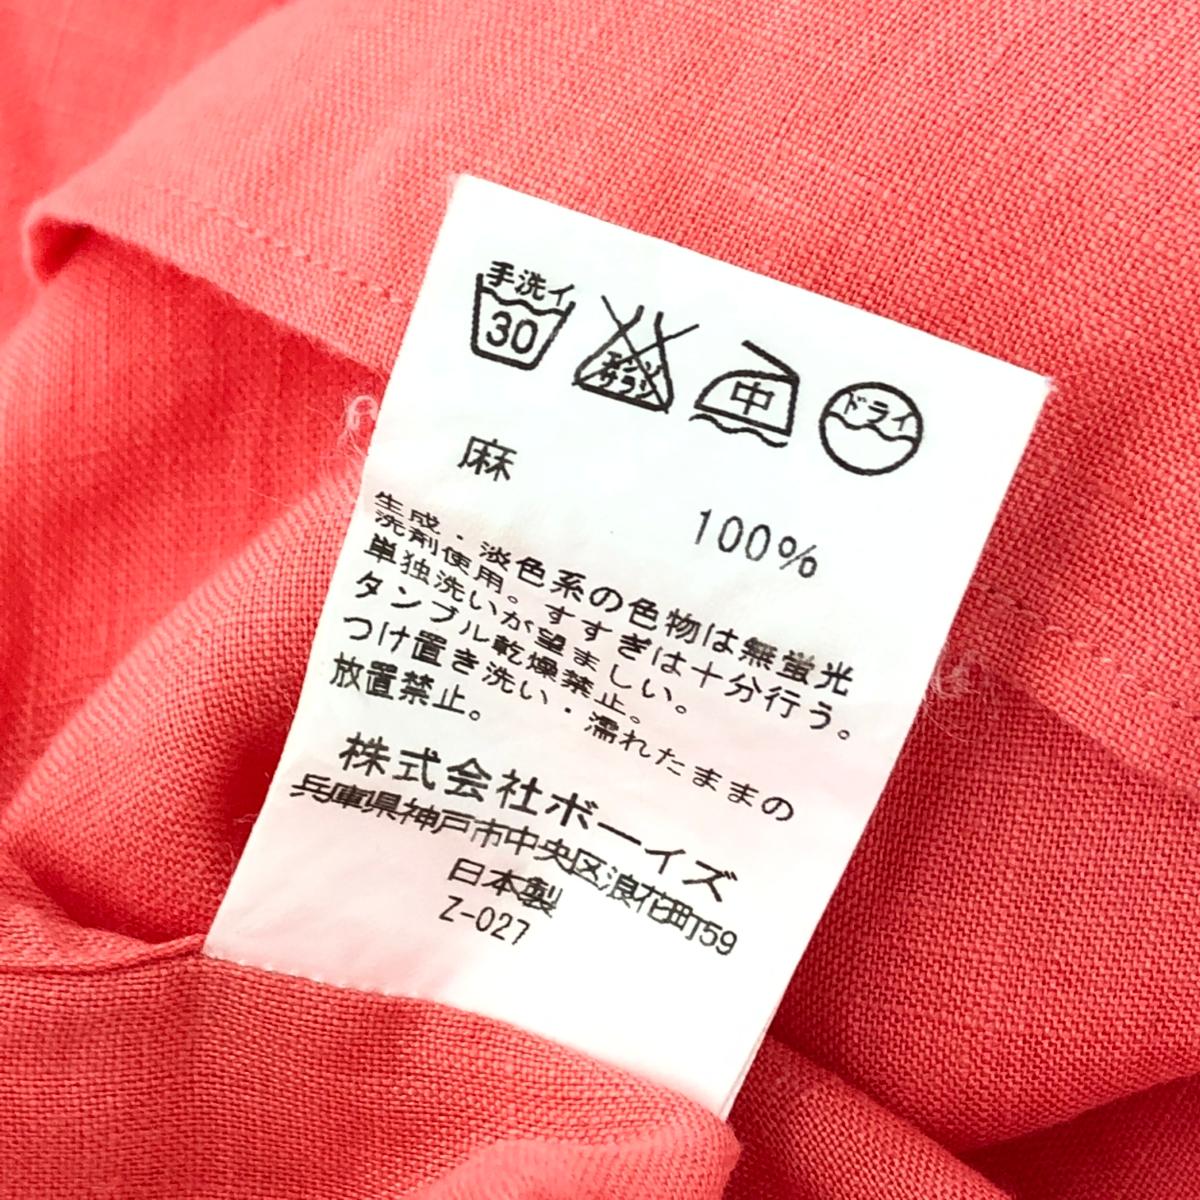 手洗イ
30
エンソ
サラシ
中
ドライ
麻
100%
生成・淡色系の色物は無蛍光
洗剤使用。すすぎは十分行う。
単独洗いが望ましい。
タンブル乾燥禁止。
つけ置き洗い・濡れたままの
放置禁止。
株式会社ボーイズ
兵庫県神戸市中央区浪花町59
日本製
Z-027